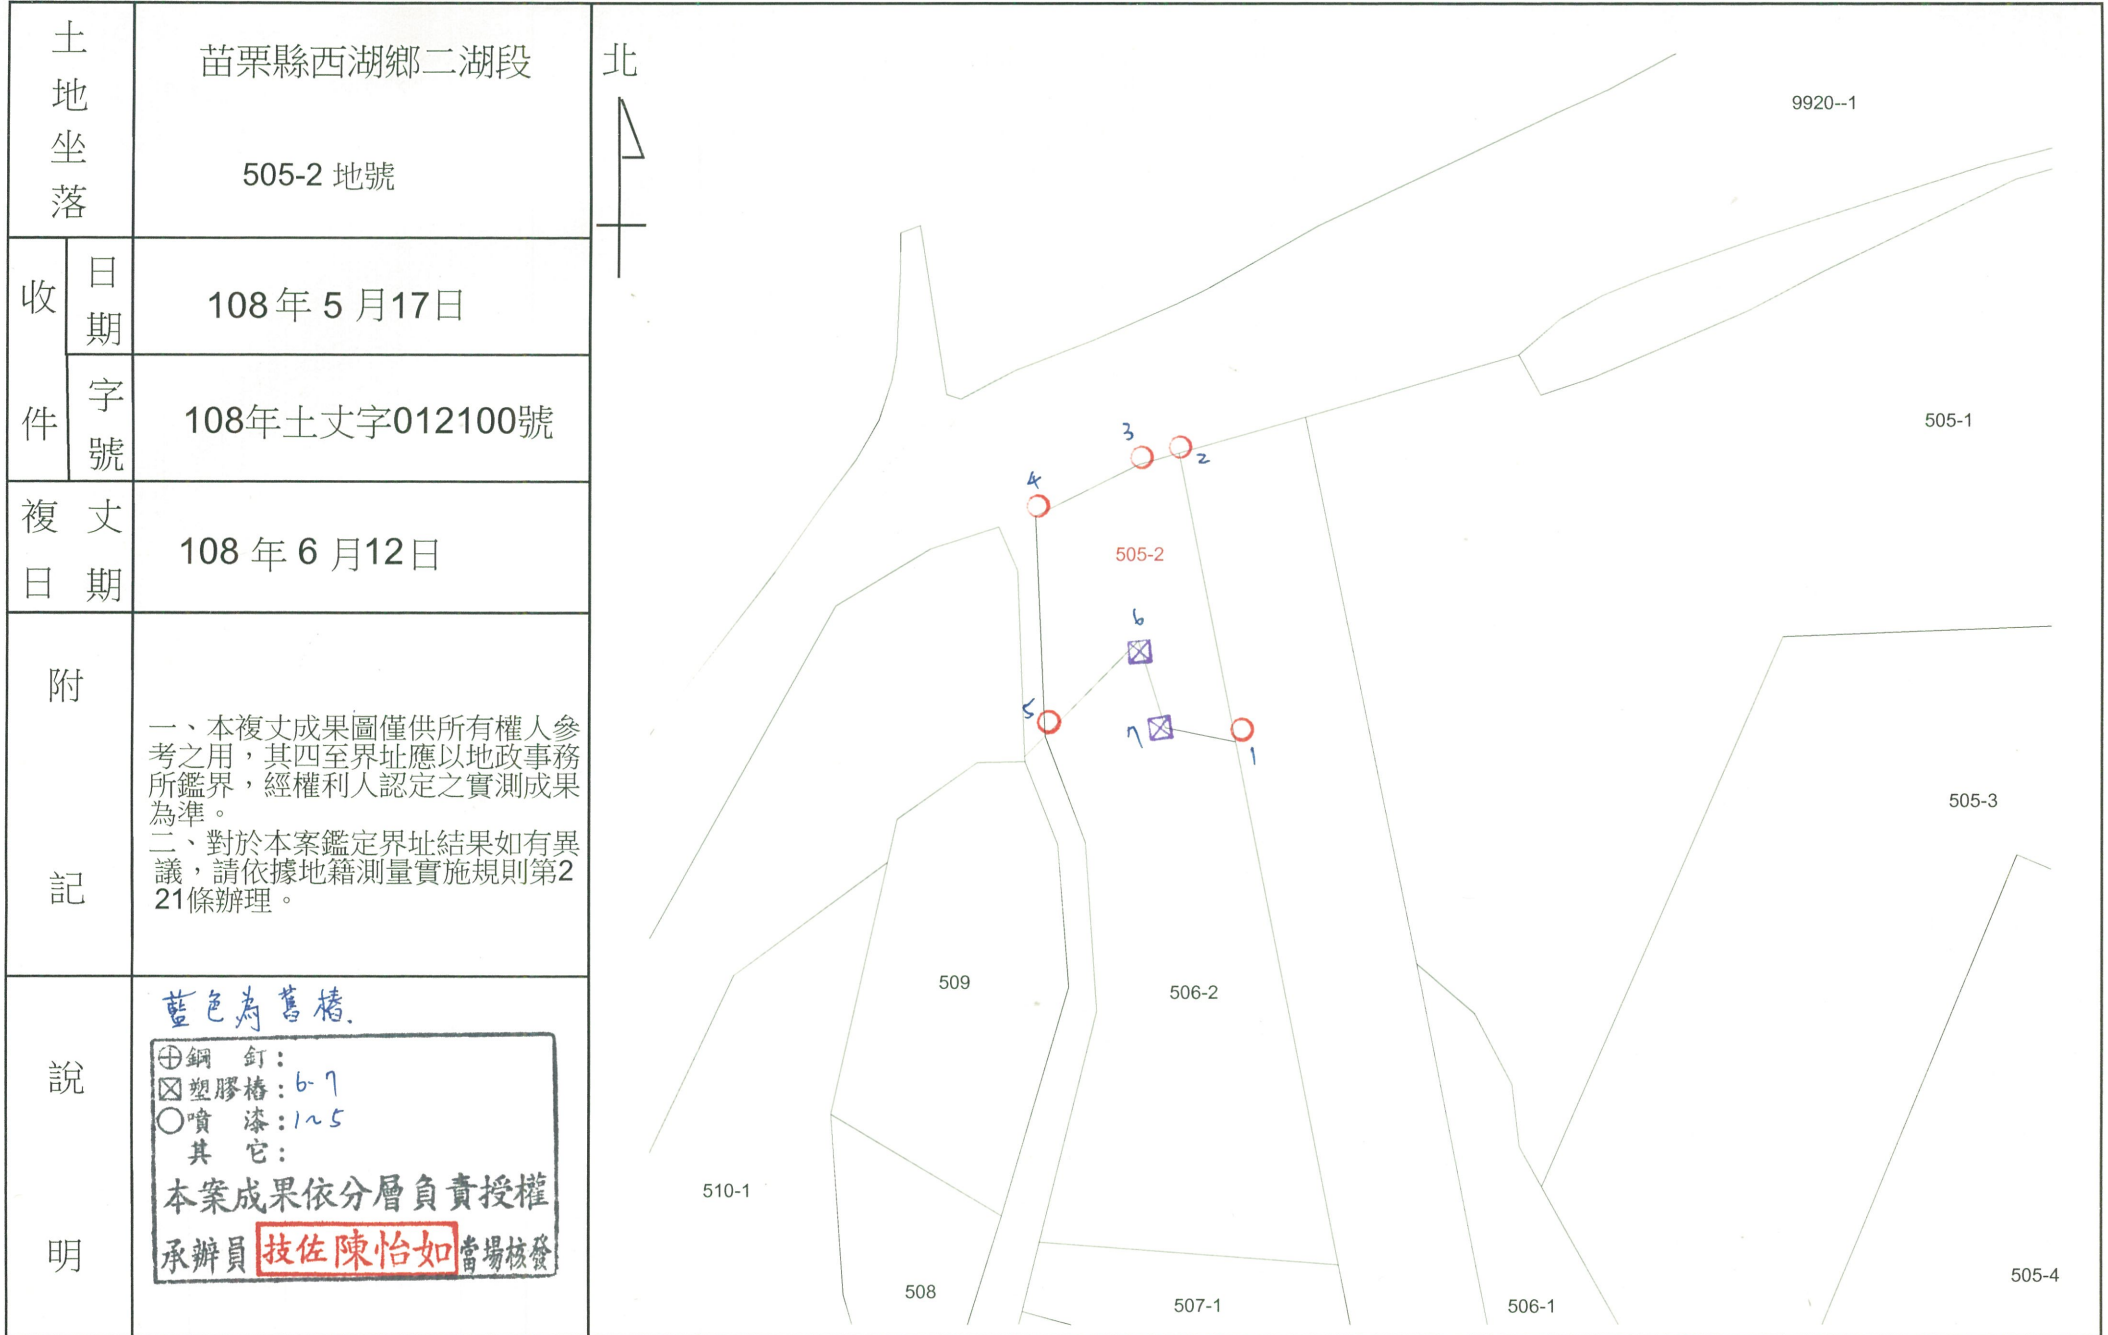 土地坐落
苗栗縣西湖鄉二湖段
505-2 地號
收件
日期
108年 5 月17日
字號
108年土丈字012100號
複丈日期
108 年 6 月12日
附記
一、本複丈成果圖僅供所有權人參
考之用，其四至界址應以地政事務
所鑑界，經權利人認定之實測成果
為準。
二、對於本案鑑定界址結果如有異
議，請依據地籍測量實施規則第2
21條辦理。
說明
藍色為舊樁.
鋼 釘：
塑膠樁：6-7
噴 漆：1~5
其 它：
本案成果依分層負責授權
承辦員 技佐陳怡如 當場核發
北
9920--1
505-1
3
2
4
505-2
6
5
7
1
505-3
509
506-2
510-1
505-4
508
507-1
506-1